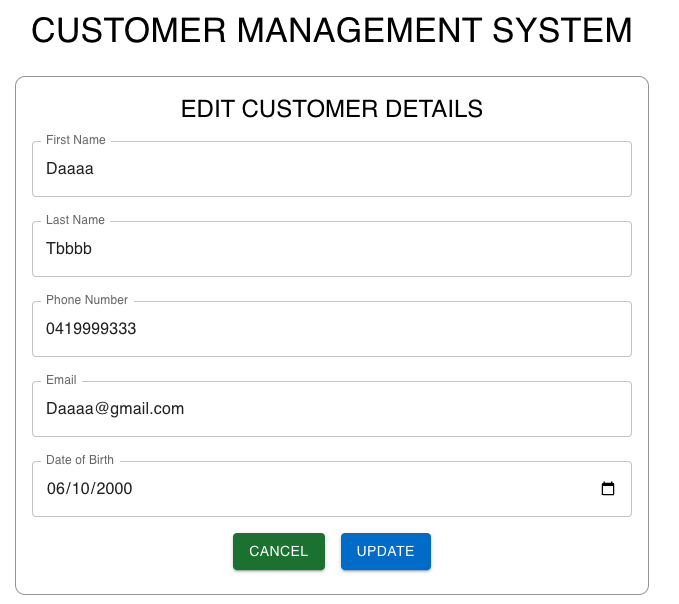 CUSTOMER MANAGEMENT SYSTEM
EDIT CUSTOMER DETAILS
First Name
Daaaa
Last Name
Tbbbb
Phone Number
0419999333
Email
Daaaa@gmail.com
Date of Birth
06/10/2000
CANCEL UPDATE